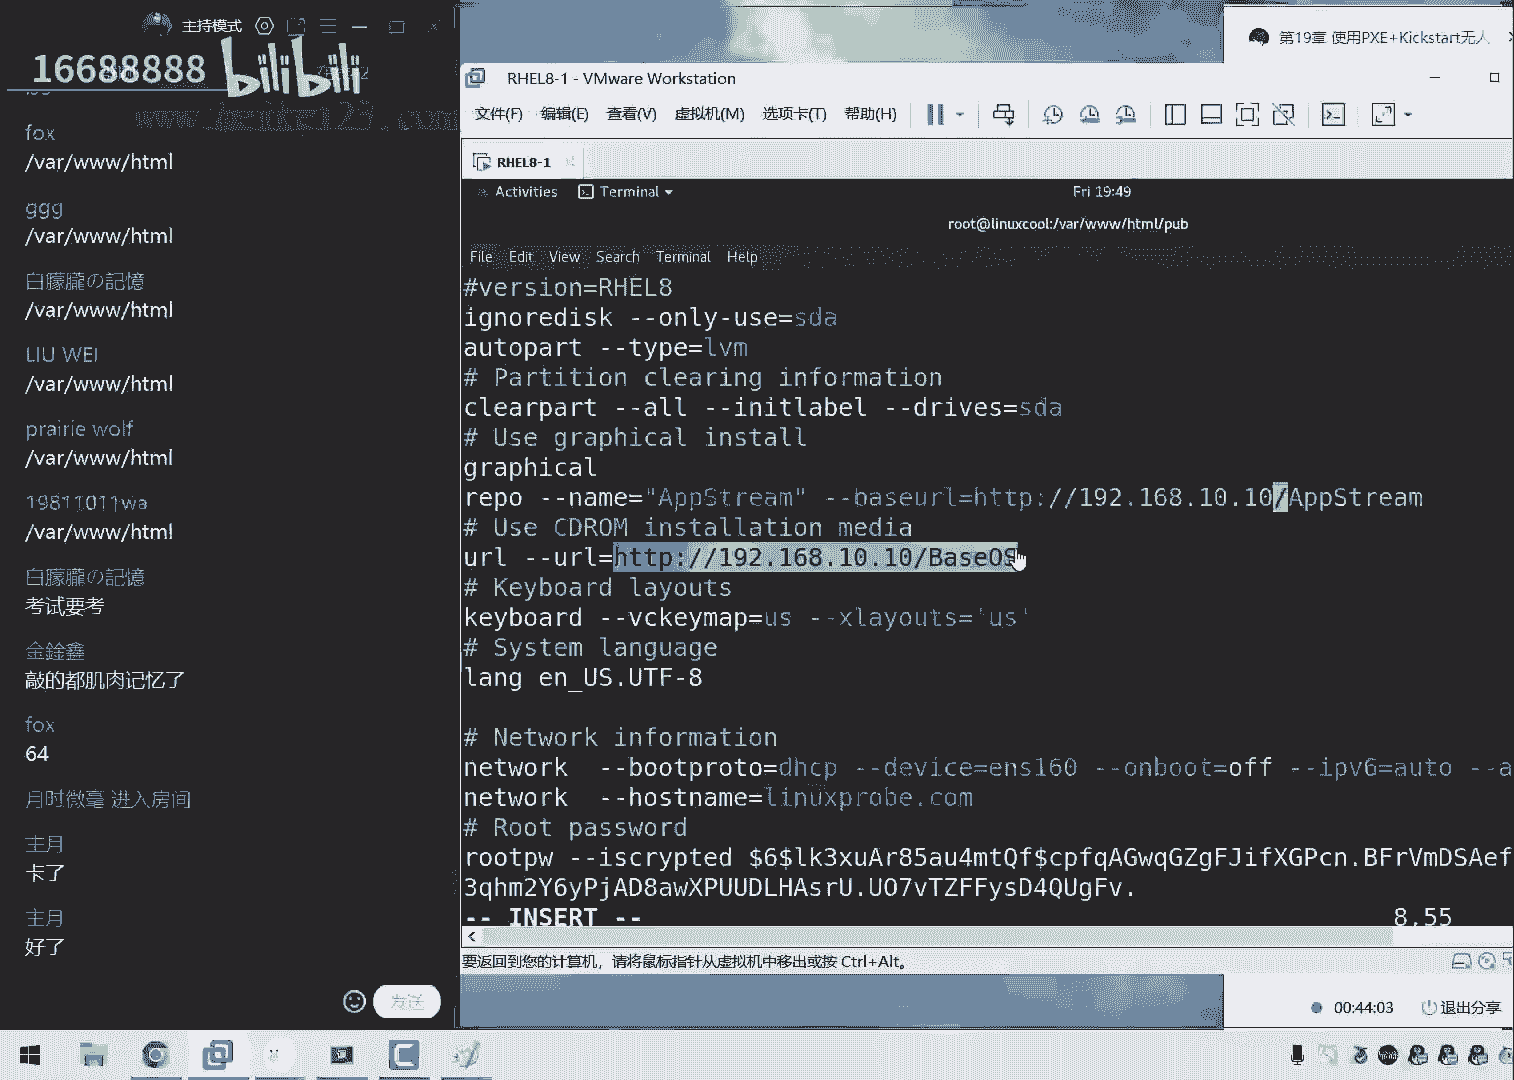 主持模式
16688888
bilibili
fox
/var/www/html
ggg
/var/www/html
白朦朧の記憶
/var/www/html
LIU WEI
/var/www/html
prairie wolf
/var/www/html
19811011wa
/var/www/html
白朦朧の記憶
考试要考
金錀鑫
敲的都肌肉记忆了
fox
64
月时微毫 进入房间
主月
卡了
主月
好了
发送
第19章 使用PXE+Kickstart无人
RHEL8-1 - VMware Workstation
文件(F) 编辑(E) 查看(V) 虚拟机(M) 选项卡(T) 帮助(H)
RHEL8-1
Activities Terminal Fri 19:49
root@linuxcool:/var/www/html/pub
File Edit View Search Terminal Help
#version=RHEL8
ignoredisk --only-use=sda
autopart --type=lvm
# Partition clearing information
clearpart --all --initlabel --drives=sda
# Use graphical install
graphical
repo --name="AppStream" --baseurl=http://192.168.10.10/AppStream
# Use CDROM installation media
url --url=http://192.168.10.10/BaseOS
# Keyboard layouts
keyboard --vckeymap=us --xlayouts='us'
# System language
lang en_US.UTF-8
# Network information
network  --bootproto=dhcp --device=ens160 --onboot=off --ipv6=auto --a
network  --hostname=linuxprobe.com
# Root password
rootpw --iscrypted $6$lk3xuAr85au4mtQf$cpfqAGwqGZgFJifXGPcn.BFrVmDSAef
3qhm2Y6yPjAD8awXPUUDLHAsrU.UO7vTZFFysD4QUgFv.
-- INSERT -- 8,55
要返回到您的计算机，请将鼠标指针从虚拟机中移出或按 Ctrl+Alt。
00:44:03 退出分享